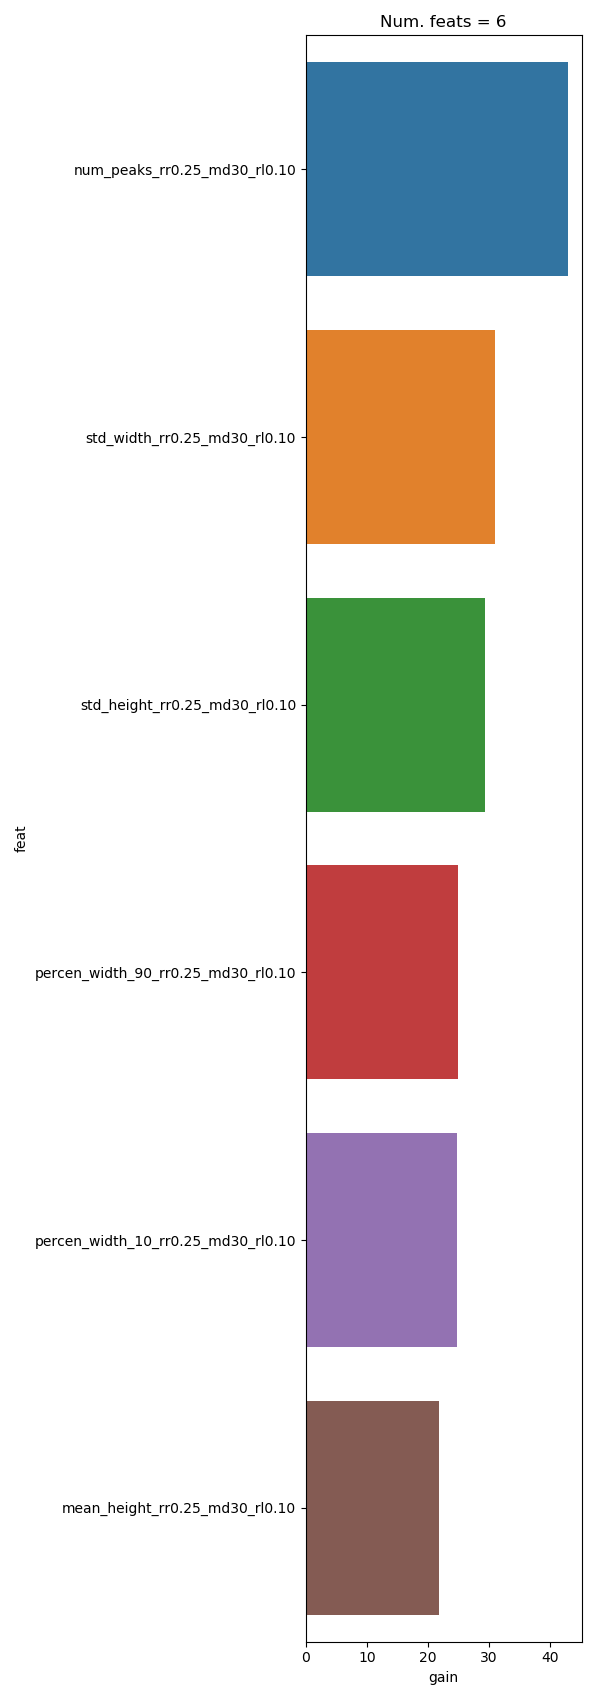 Num. feats = 6
num_peaks_rr0.25_md30_rl0.10
std_width_rr0.25_md30_rl0.10
std_height_rr0.25_md30_rl0.10
feat
percen_width_90_rr0.25_md30_rl0.10
percen_width_10_rr0.25_md30_rl0.10
mean_height_rr0.25_md30_rl0.10
0 10 20 30 40
gain